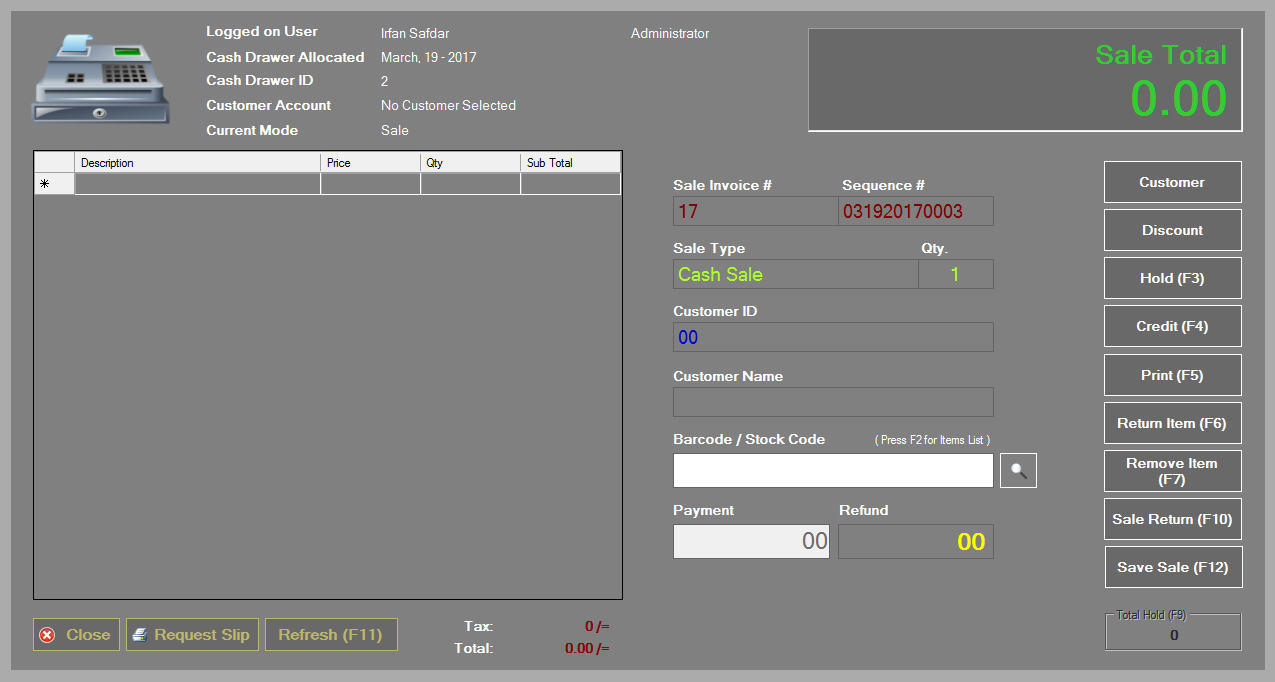 Logged on User Irfan Safdar Administrator
Cash Drawer Allocated March, 19 - 2017
Cash Drawer ID 2
Customer Account No Customer Selected
Current Mode Sale
Sale Total
0.00
Description Price Qty Sub Total
*
Sale Invoice # Sequence #
17 031920170003
Sale Type Qty.
Cash Sale 1
Customer ID
00
Customer Name
Barcode / Stock Code ( Press F2 for Items List )
Payment Refund
00 00
Customer
Discount
Hold (F3)
Credit (F4)
Print (F5)
Return Item (F6)
Remove Item
(F7)
Sale Return (F10)
Save Sale (F12)
Total Hold (F9)
0
Close Request Slip Refresh (F11)
Tax: 0 /=
Total: 0.00 /=